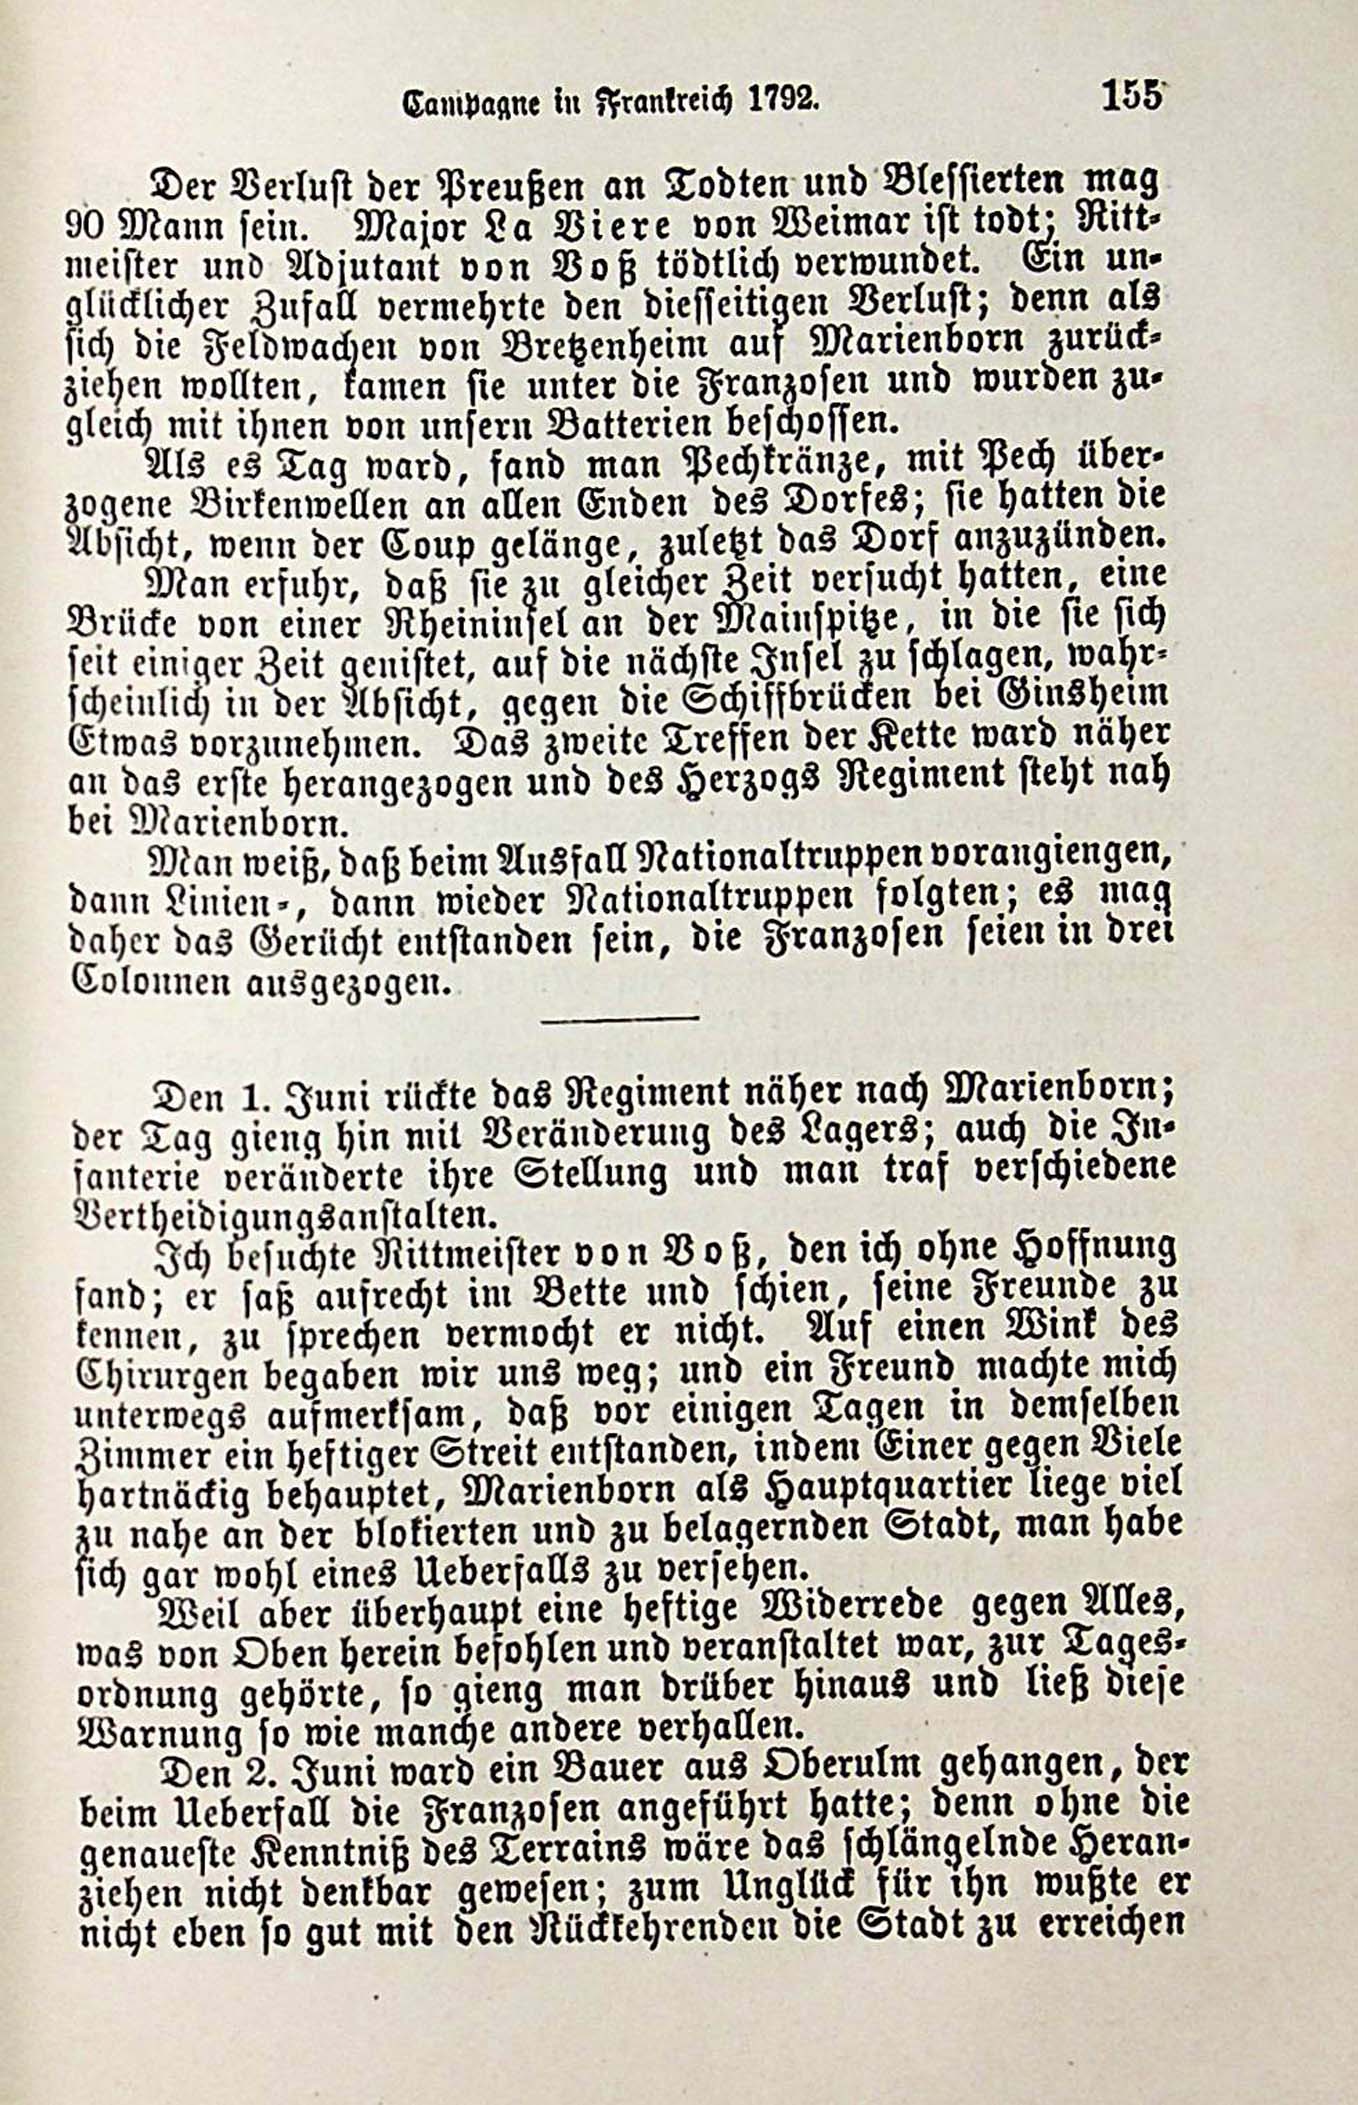 Campagne in Frankreich 1792. 155
Der Verlust der Preußen an Todten und Blessierten mag
90 Mann sein. Major La Viere von Weimar ist todt; Ritt-
meister und Adjutant von Voß tödtlich verwundet. Ein un-
glücklicher Zufall vermehrte den diesseitigen Verlust; denn als
sich die Feldwachen von Bretzenheim auf Marienborn zurück-
ziehen wollten, kamen sie unter die Franzosen und wurden zu-
gleich mit ihnen von unsern Batterien beschossen.
Als es Tag ward, fand man Pechkränze, mit Pech über-
zogene Birkenwellen an allen Enden des Dorfes; sie hatten die
Absicht, wenn der Coup gelänge, zuletzt das Dorf anzuzünden.
Man erfuhr, daß sie zu gleicher Zeit versucht hatten, eine
Brücke von einer Rheininsel an der Mainspitze, in die sie sich
seit einiger Zeit genistet, auf die nächste Insel zu schlagen, wahr-
scheinlich in der Absicht, gegen die Schiffbrücken bei Ginsheim
Etwas vorzunehmen. Das zweite Treffen der Kette ward näher
an das erste herangezogen und des Herzogs Regiment steht nah
bei Marienborn.
Man weiß, daß beim Ausfall Nationaltruppen vorangiengen,
dann Linien-, dann wieder Nationaltruppen folgten; es mag
daher das Gerücht entstanden sein, die Franzosen seien in drei
Colonnen ausgezogen.
Den 1. Juni rückte das Regiment näher nach Marienborn;
der Tag gieng hin mit Veränderung des Lagers; auch die In-
fanterie veränderte ihre Stellung und man traf verschiedene
Vertheidigungsanstalten.
Ich besuchte Rittmeister von Voß, den ich ohne Hoffnung
fand; er saß aufrecht im Bette und schien, seine Freunde zu
kennen, zu sprechen vermocht er nicht. Auf einen Wink des
Chirurgen begaben wir uns weg; und ein Freund machte mich
unterwegs aufmerksam, daß vor einigen Tagen in demselben
Zimmer ein heftiger Streit entstanden, indem Einer gegen Viele
hartnäckig behauptet, Marienborn als Hauptquartier liege viel
zu nahe an der blokierten und zu belagernden Stadt, man habe
sich gar wohl eines Ueberfalls zu versehen.
Weil aber überhaupt eine heftige Widerrede gegen Alles,
was von Oben herein befohlen und veranstaltet war, zur Tages-
ordnung gehörte, so gieng man drüber hinaus und ließ diese
Warnung so wie manche andere verhallen.
Den 2. Juni ward ein Bauer aus Oberulm gehangen, der
beim Ueberfall die Franzosen angeführt hatte; denn ohne die
genaueste Kenntniß des Terrains wäre das schlängelnde Heran-
ziehen nicht denkbar gewesen; zum Unglück für ihn wußte er
nicht eben so gut mit den Rückkehrenden die Stadt zu erreichen